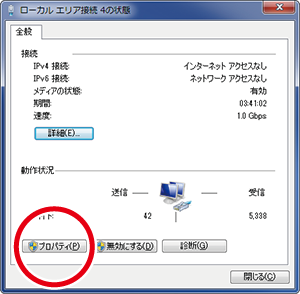 ローカル エリア接続 4の状態
全般
接続
IPv4 接続: インターネット アクセスなし
IPv6 接続: ネットワーク アクセスなし
メディアの状態: 有効
期間: 03:41:02
速度: 1.0 Gbps
詳細(E)...
動作状況
送信 受信
42 5,338
プロパティ(P) 無効にする(D) 診断(G)
閉じる(C)